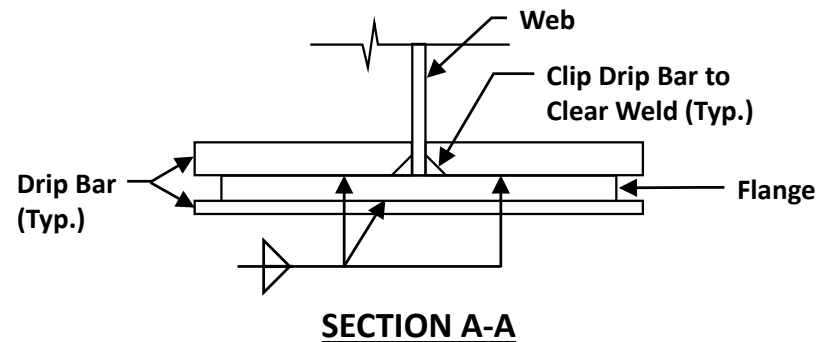 Web
Clip Drip Bar to
Clear Weld (Typ.)
Drip Bar
(Typ.)
Flange
SECTION A-A